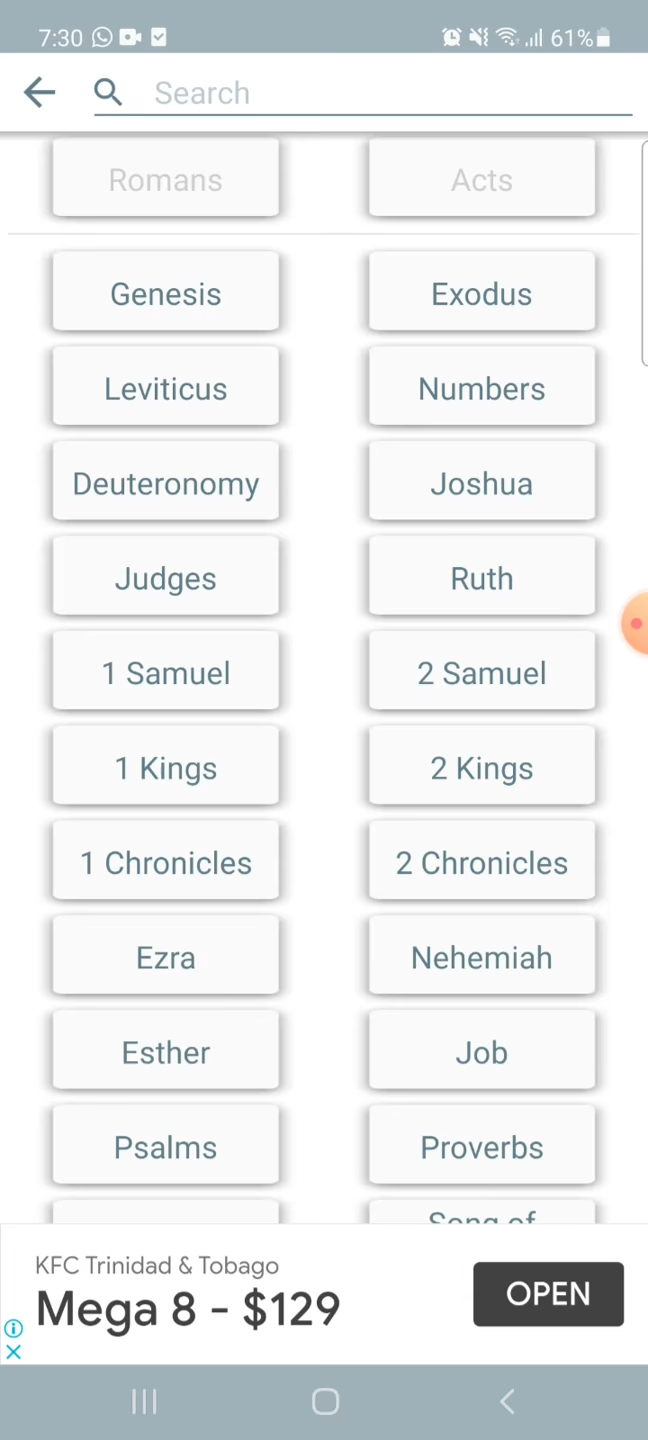 7:30 61%
Search
Romans Acts
Genesis Exodus
Leviticus Numbers
Deuteronomy Joshua
Judges Ruth
1 Samuel 2 Samuel
1 Kings 2 Kings
1 Chronicles 2 Chronicles
Ezra Nehemiah
Esther Job
Psalms Proverbs
Song of
KFC Trinidad & Tobago
Mega 8 - $129
OPEN